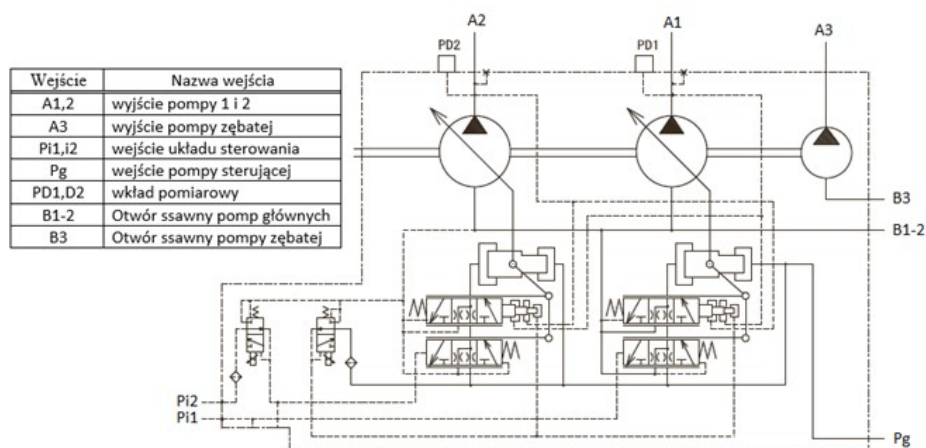 A2
A1
A3
PD2
PD1
Wejście Nazwa wejścia
A1,2 wyjście pompy 1 i 2
A3 wyjście pompy zębatej
Pi1,i2 wejście układu sterowania
Pg wejście pompy sterującej
PD1,D2 wkład pomiarowy
B1-2 Otwór ssawny pomp głównych
B3 Otwór ssawny pompy zębatej
B3
B1-2
Pi2
Pi1
Pg